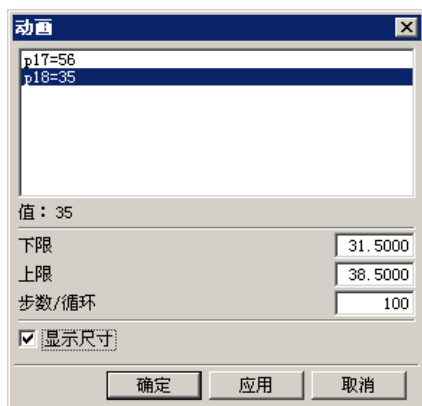 动画
p17=56
p18=35
值：35
下限 31.5000
上限 38.5000
步数/循环 100
显示尺寸
确定 应用 取消